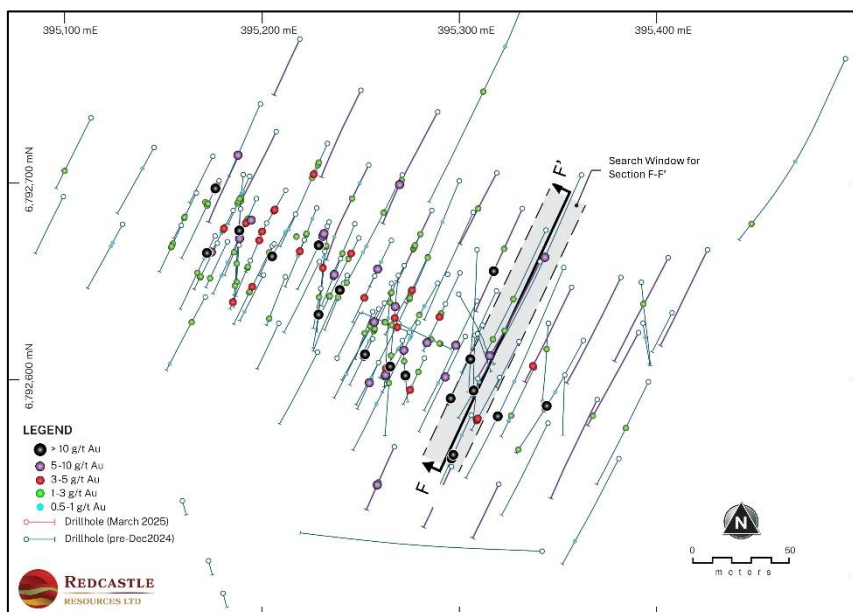 395,100 mE
395,200 mE
395,300 mE
395,400 mE
6,792,700 mN
6,792,600 mN
F'
Search Window for
Section F-F'
F
LEGEND
> 10 g/t Au
5-10 g/t Au
3-5 g/t Au
1-3 g/t Au
0.5-1 g/t Au
Drillhole (March 2025)
Drillhole (pre-Dec2024)
REDCASTLE
RESOURCES LTD
N
0
50
meters